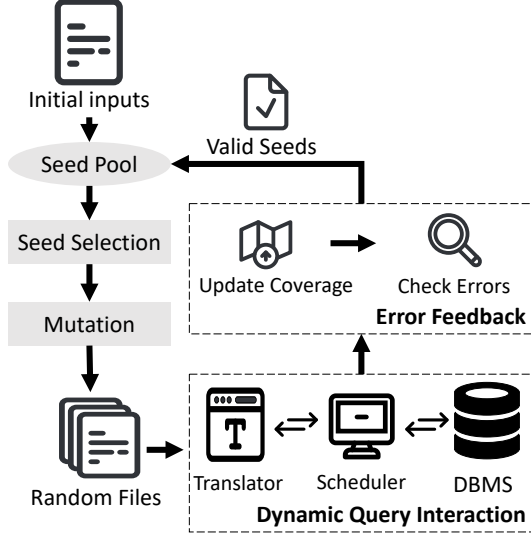 Initial inputs
Valid Seeds
Seed Pool
Seed Selection
Update Coverage
Check Errors
Error Feedback
Mutation
Random Files
T
Translator
Scheduler
DBMS
Dynamic Query Interaction